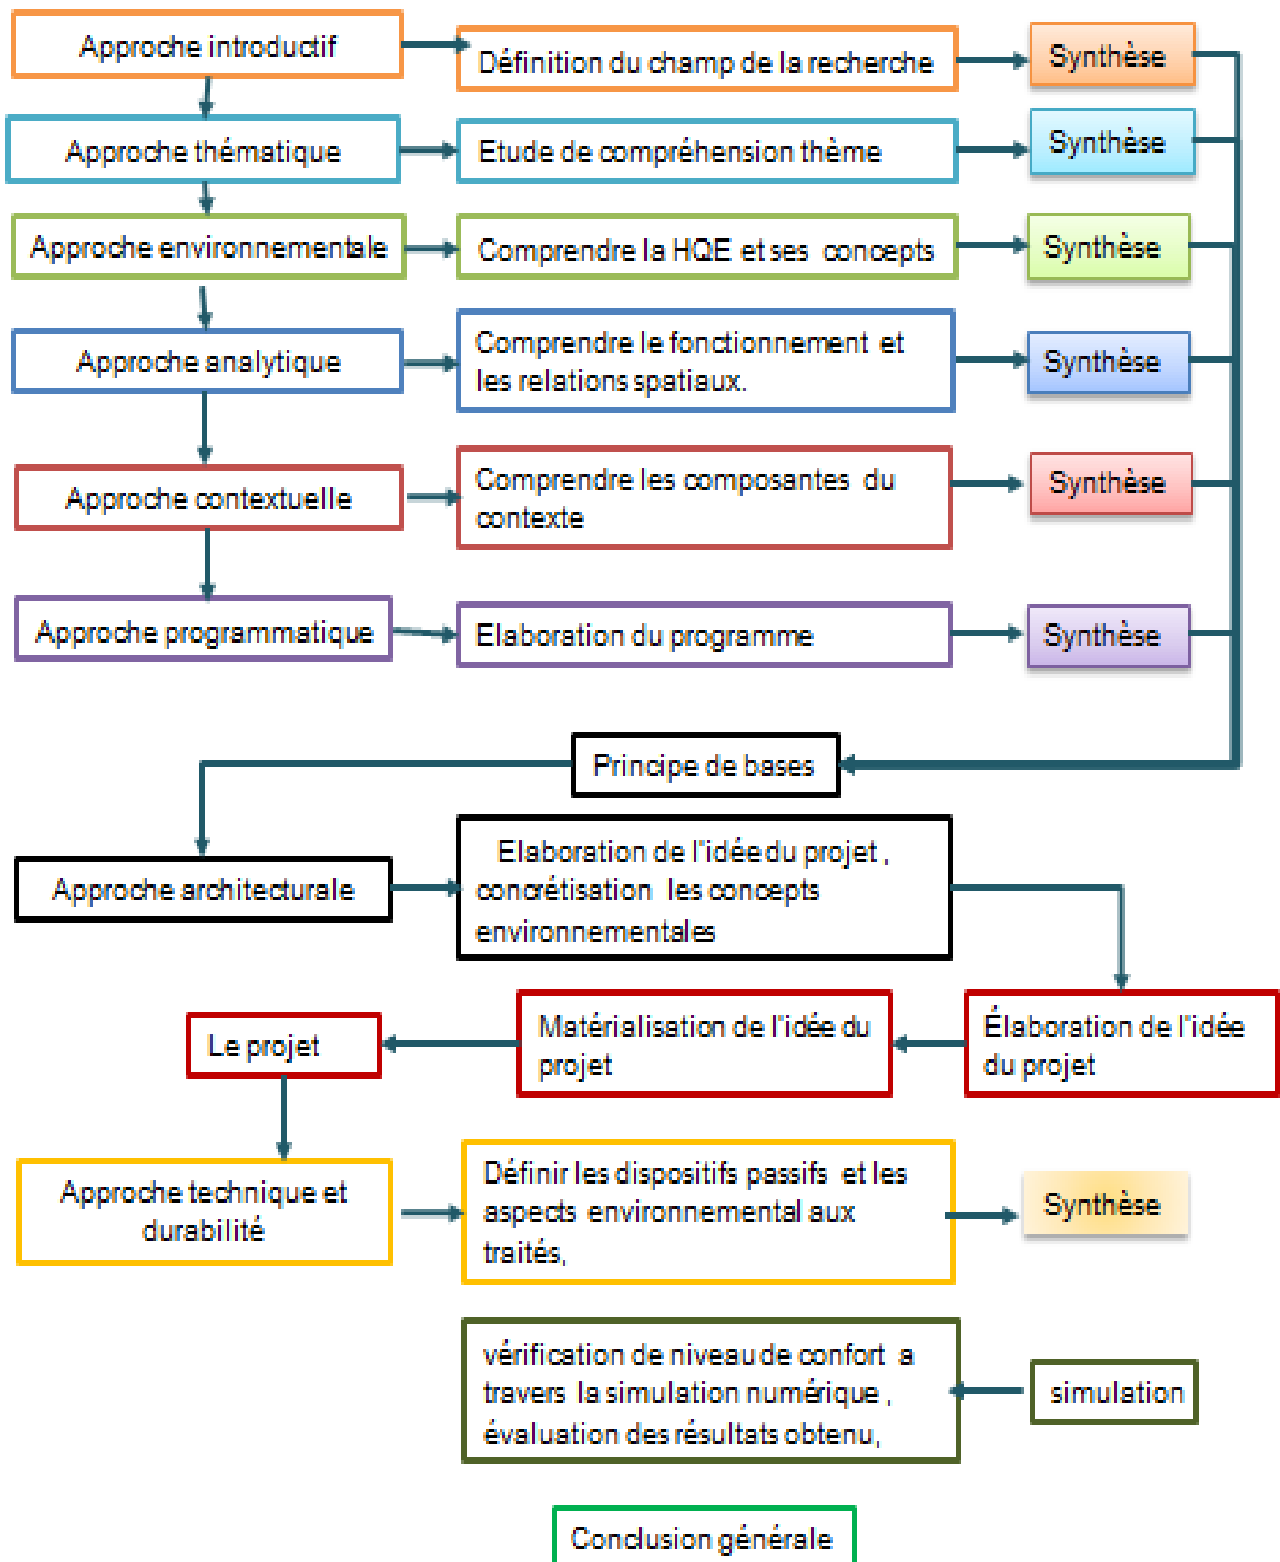 Approche introductif
Définition du champ de la recherche
Synthèse
Approche thématique
Etude de compréhension thème
Synthèse
Approche environnementale
Comprendre la HQE et ses concepts
Synthèse
Approche analytique
Comprendre le fonctionnement et
les relations spatiaux.
Synthèse
Approche contextuelle
Comprendre les composantes du
contexte
Synthèse
Approche programmatique
Elaboration du programme
Synthèse
Principe de bases
Approche architecturale
Elaboration de l'idée du projet ,
concrétisation les concepts
environnementales
Élaboration de l'idée
du projet
Matérialisation de l'idée du
projet
Le projet
Approche technique et
durabilité
Définir les dispositifs passifs et les
aspects environnemental aux
traités,
Synthèse
vérification de niveau de confort a
travers la simulation numérique ,
évaluation des résultats obtenu,
simulation
Conclusion générale